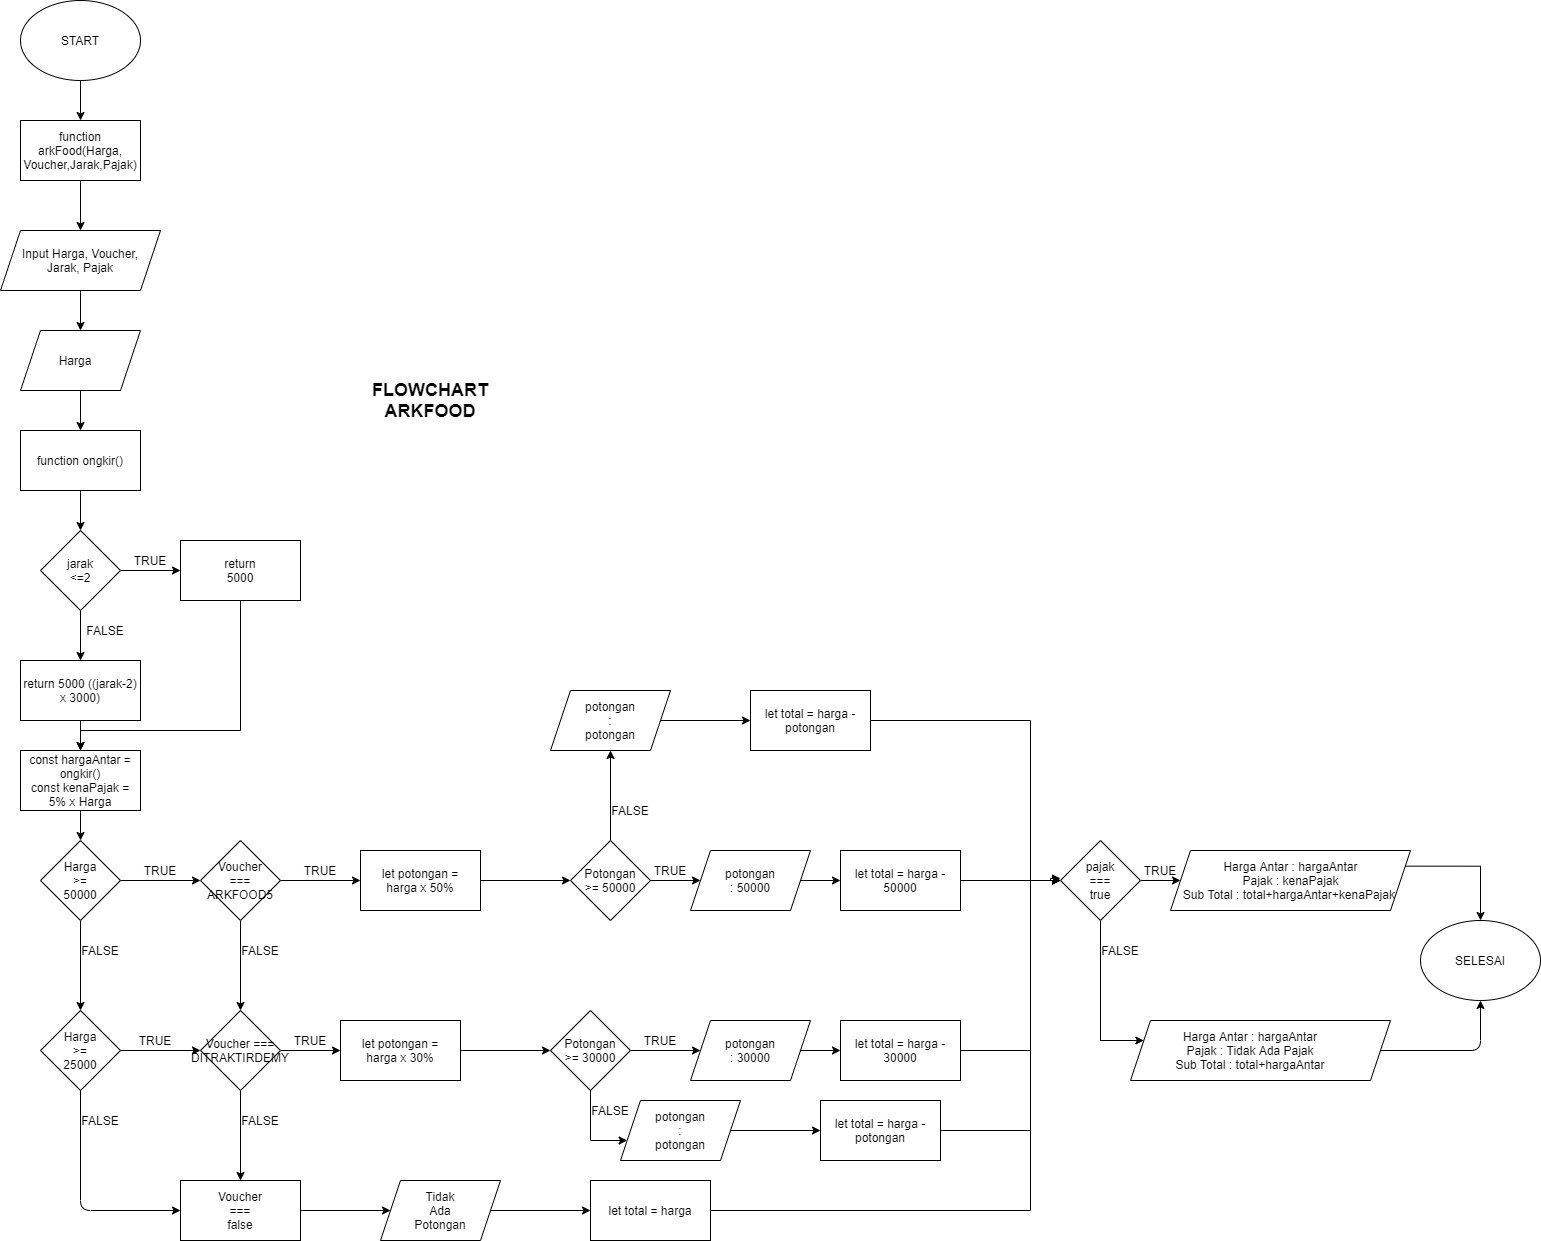 START
function
arkFood(Harga,
Voucher,Jarak,Pajak)
Input Harga, Voucher,
Jarak, Pajak
Harga
FLOWCHART
ARKFOOD
function ongkir()
jarak
<=2
TRUE
return
5000
FALSE
return 5000 ((jarak-2)
x 3000)
const hargaAntar =
ongkir()
const kenaPajak =
5% x Harga
potongan
:
potongan
let total = harga -
potongan
FALSE
Harga
>=
50000
TRUE
Voucher
===
ARKFOOD5
TRUE
let potongan =
harga x 50%
Potongan
>= 50000
TRUE
potongan
: 50000
let total = harga -
50000
pajak
===
true
TRUE
Harga Antar : hargaAntar
Pajak : kenaPajak
Sub Total : total+hargaAntar+kenaPajak
FALSE
FALSE
FALSE
SELESAI
Harga
>=
25000
TRUE
Voucher ===
DITRAKTIRDEMY
TRUE
let potongan =
harga x 30%
Potongan
>= 30000
TRUE
potongan
: 30000
let total = harga -
30000
Harga Antar : hargaAntar
Pajak : Tidak Ada Pajak
Sub Total : total+hargaAntar
FALSE
FALSE
FALSE
potongan
:
potongan
let total = harga -
potongan
Voucher
===
false
Tidak
Ada
Potongan
let total = harga